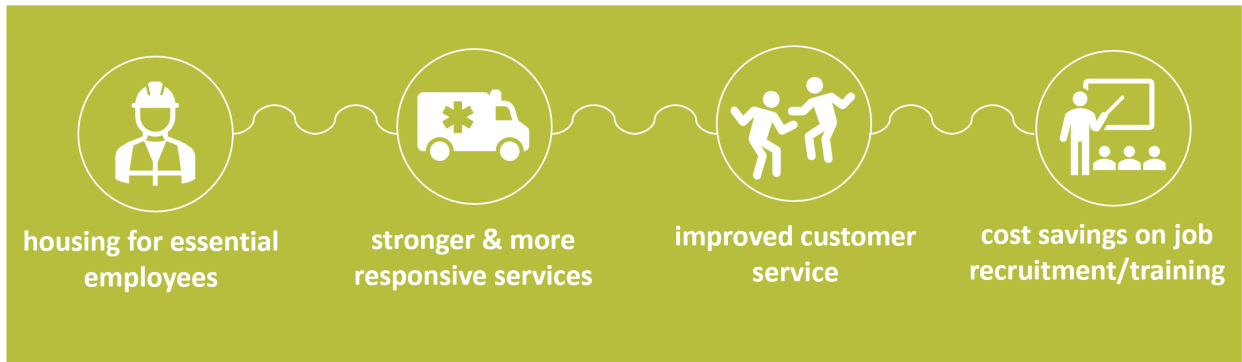 housing for essential
employees
stronger & more
responsive services
improved customer
service
cost savings on job
recruitment/training